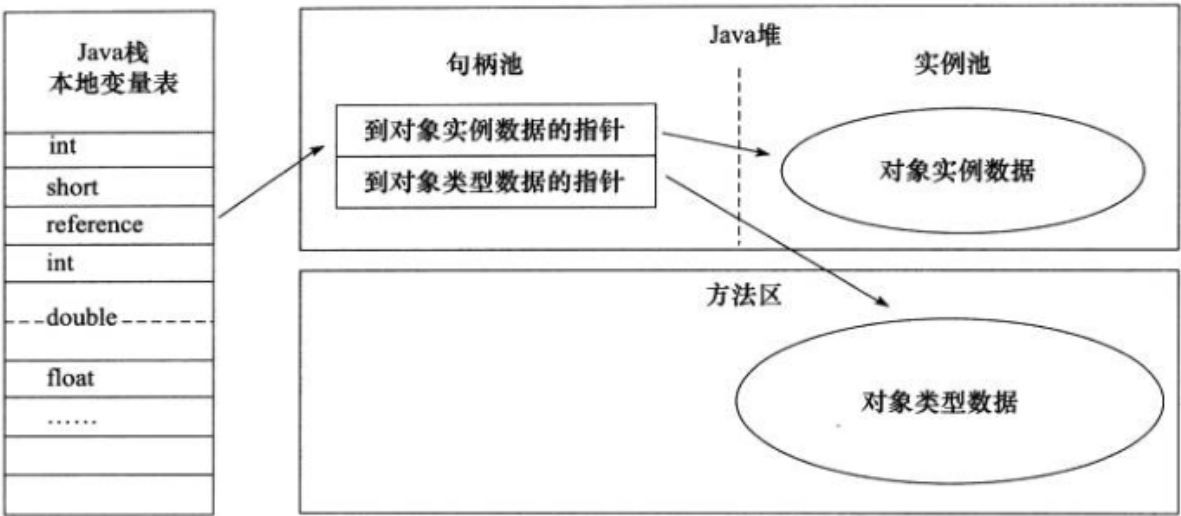 Java栈
本地变量表
int
short
reference
int
double
float
……
Java堆
句柄池
实例池
到对象实例数据的指针
到对象类型数据的指针
对象实例数据
方法区
对象类型数据